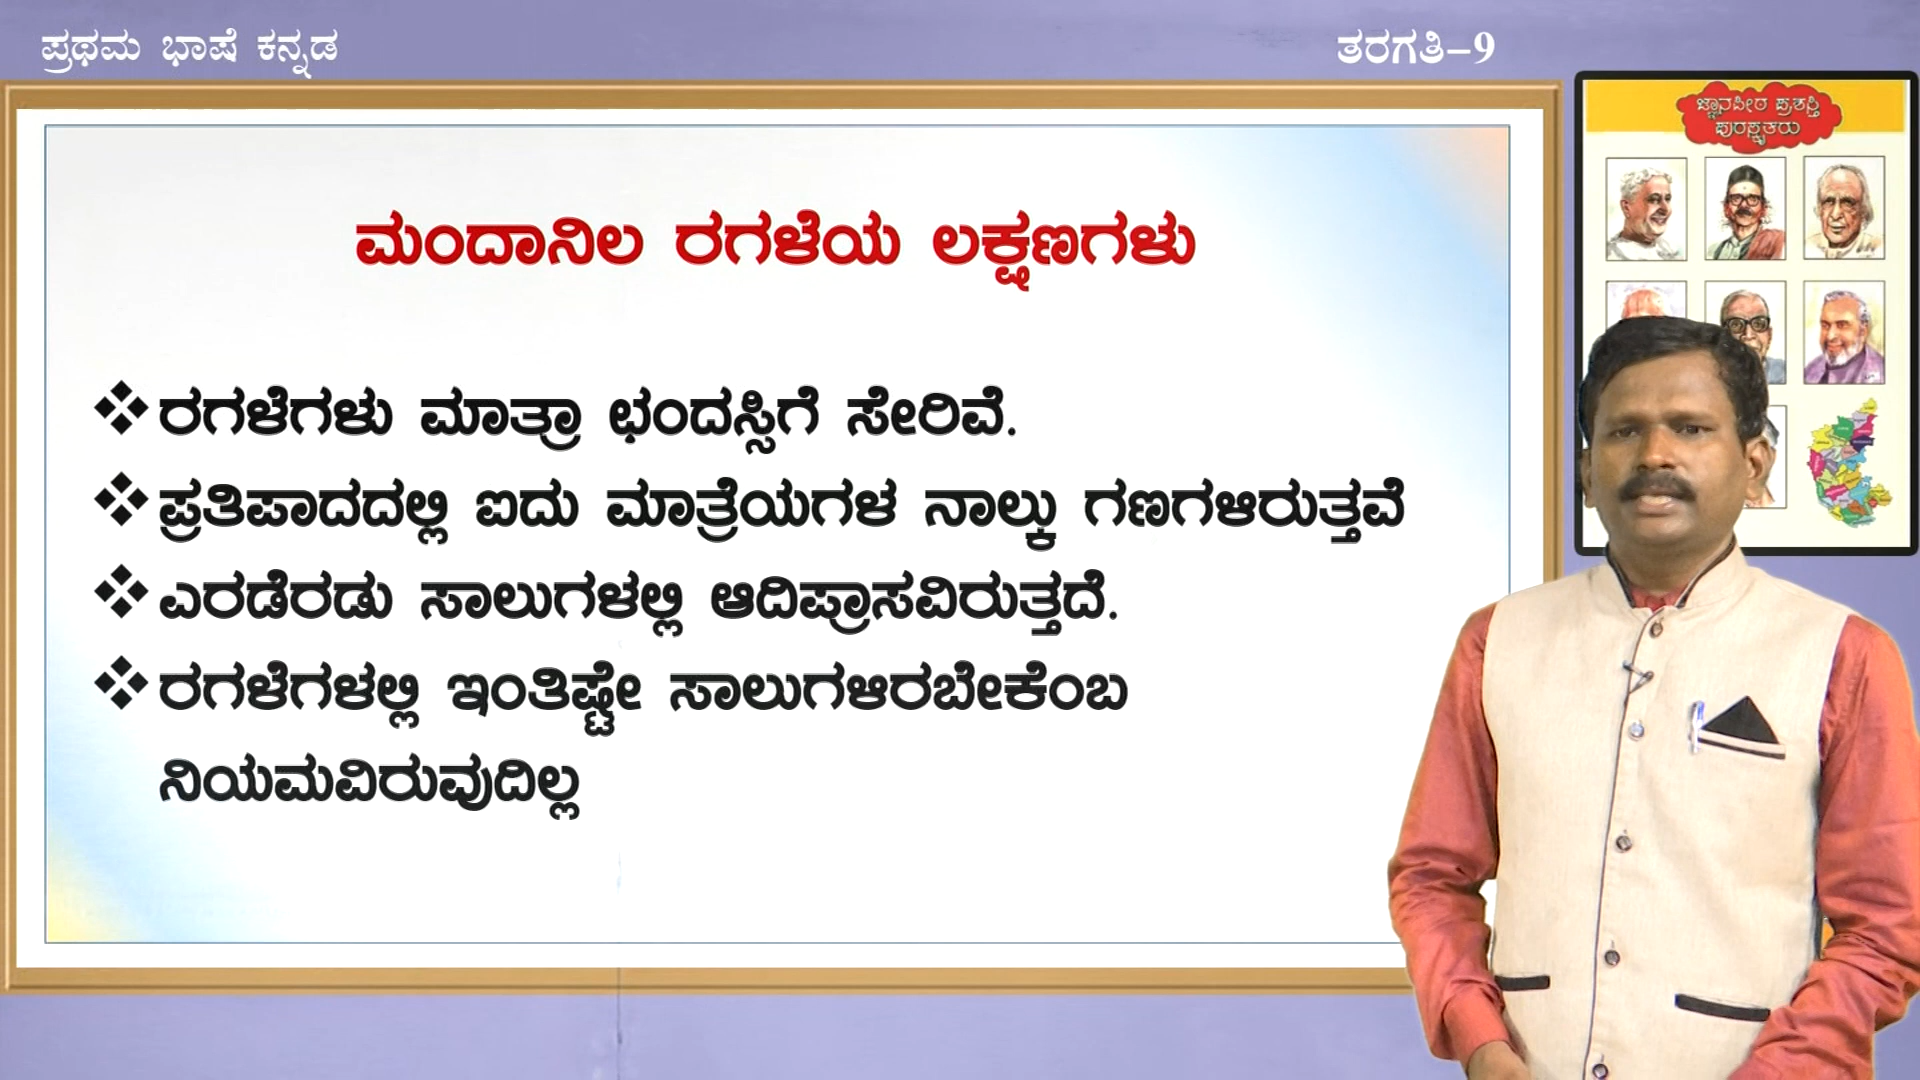 ಪ್ರಥಮ ಭಾಷೆ ಕನ್ನಡ
ತರಗತಿ-9
ಜ್ಞಾನಪೀಠ ಪ್ರಶಸ್ತಿ
ಪುರಸ್ಕೃತರು
ಮಂದಾನಿಲ ರಗಳೆಯ ಲಕ್ಷಣಗಳು
❖ರಗಳೆಗಳು ಮಾತ್ರಾ ಛಂದಸ್ಸಿಗೆ ಸೇರಿವೆ.
❖ಪ್ರತಿಪಾದದಲ್ಲಿ ಐದು ಮಾತ್ರೆಯಗಳ ನಾಲ್ಕು ಗಣಗಳಿರುತ್ತವೆ
❖ಎರಡೆರಡು ಸಾಲುಗಳಲ್ಲಿ ಆದಿಪ್ರಾಸವಿರುತ್ತದೆ.
❖ರಗಳೆಗಳಲ್ಲಿ ಇಂತಿಷ್ಟೇ ಸಾಲುಗಳಿರಬೇಕೆಂಬ
ನಿಯಮವಿರುವುದಿಲ್ಲ